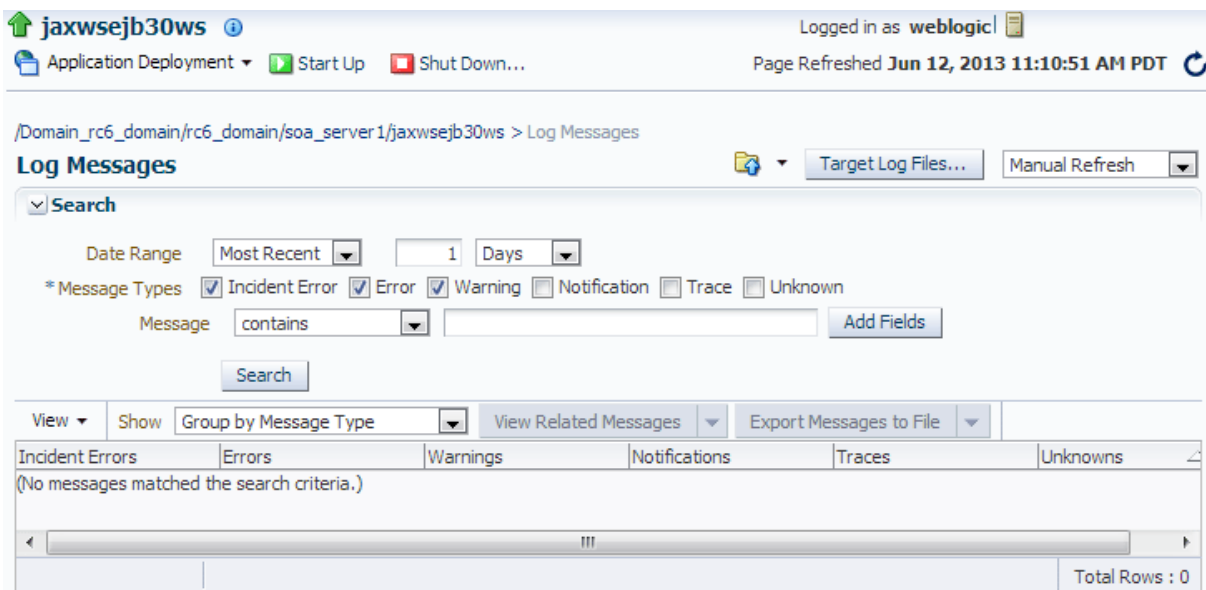 jaxwsejb30ws
Logged in as weblogic
Application Deployment Start Up Shut Down...
Page Refreshed Jun 12, 2013 11:10:51 AM PDT
/Domain_rc6_domain/rc6_domain/soa_server1/jaxwsejb30ws > Log Messages
Log Messages
Target Log Files... Manual Refresh
Search
Date Range Most Recent 1 Days
* Message Types Incident Error Error Warning Notification Trace Unknown
Message contains Add Fields
Search
View Show Group by Message Type View Related Messages Export Messages to File
Incident Errors Errors Warnings Notifications Traces Unknowns
(No messages matched the search criteria.)
Total Rows : 0